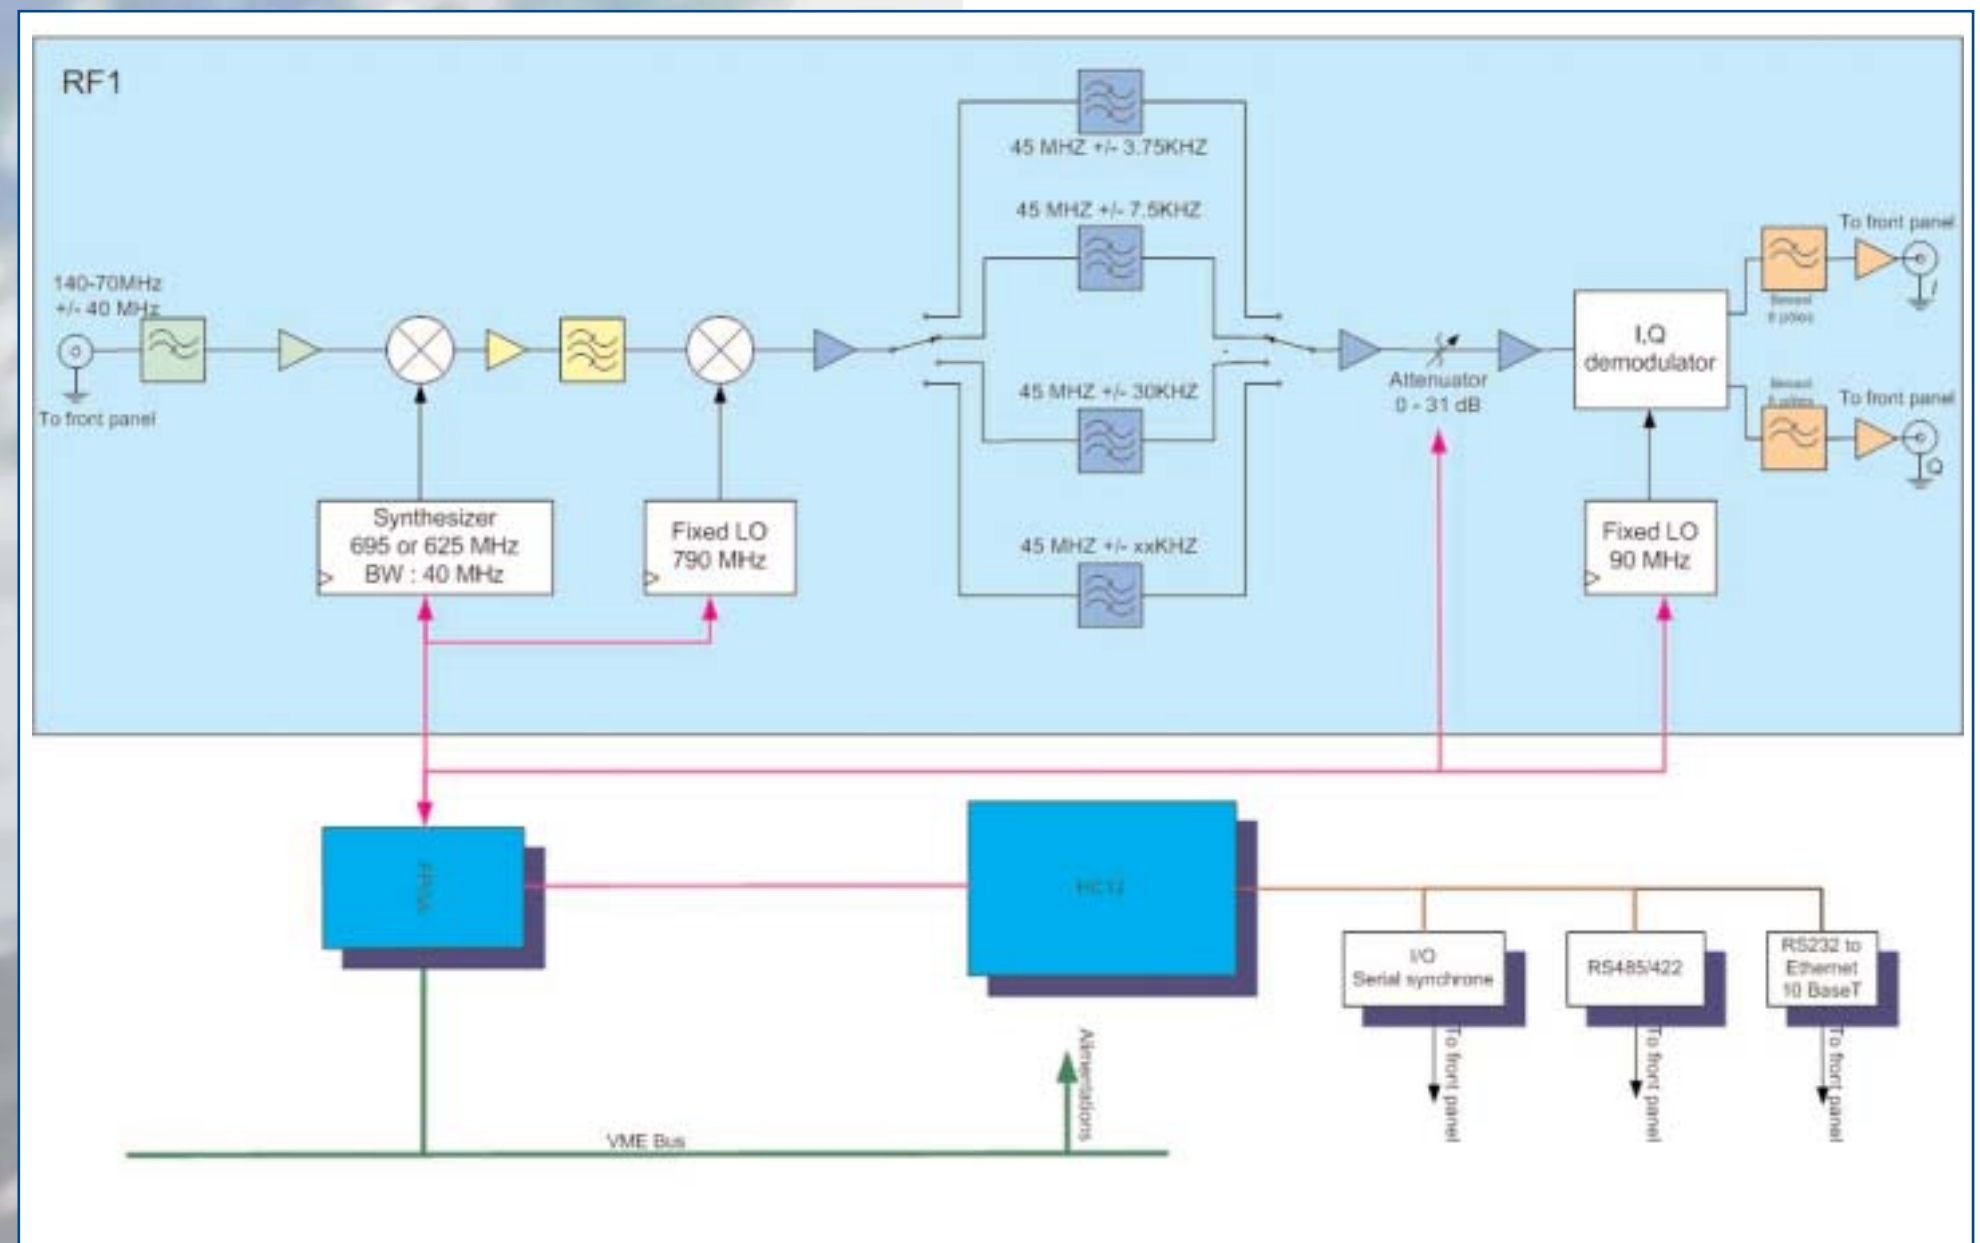 RF1
45 MHZ +/- 3.75KHZ
45 MHZ +/- 7.5KHZ
45 MHZ +/- 30KHZ
45 MHZ +/- xxKHZ
140-70MHz
+/- 40 MHz
To front panel
Synthesizer
695 or 625 MHz
BW : 40 MHz
Fixed LO
790 MHz
Attenuator
0 - 31 dB
I,Q
demodulator
Fixed LO
90 MHz
To front panel
I
To front panel
Q
HC12
I/O
Serial synchrone
RS485/422
RS232 to
Ethernet
10 BaseT
To front panel
To front panel
To front panel
Alimentations
VME Bus